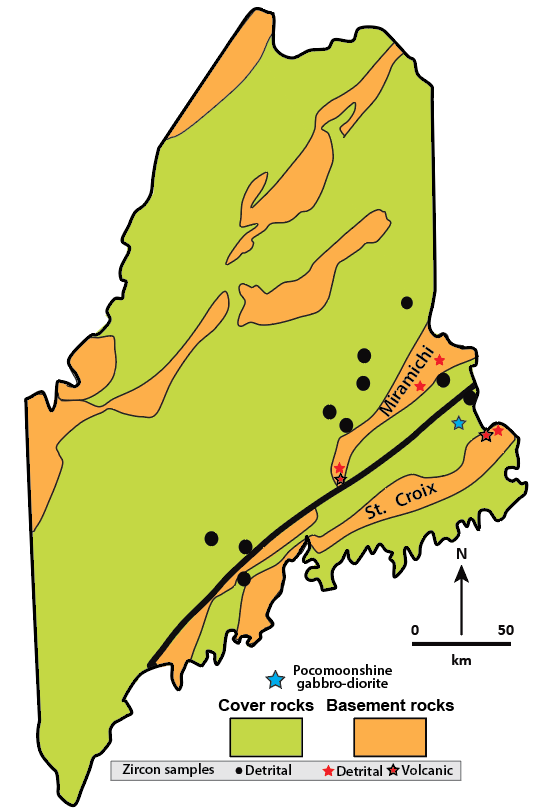 Miramichi
St. Croix
N
0 50
km
Pocomoonshine
gabbro-diorite
Cover rocks Basement rocks
Zircon samples Detrital Detrital Volcanic